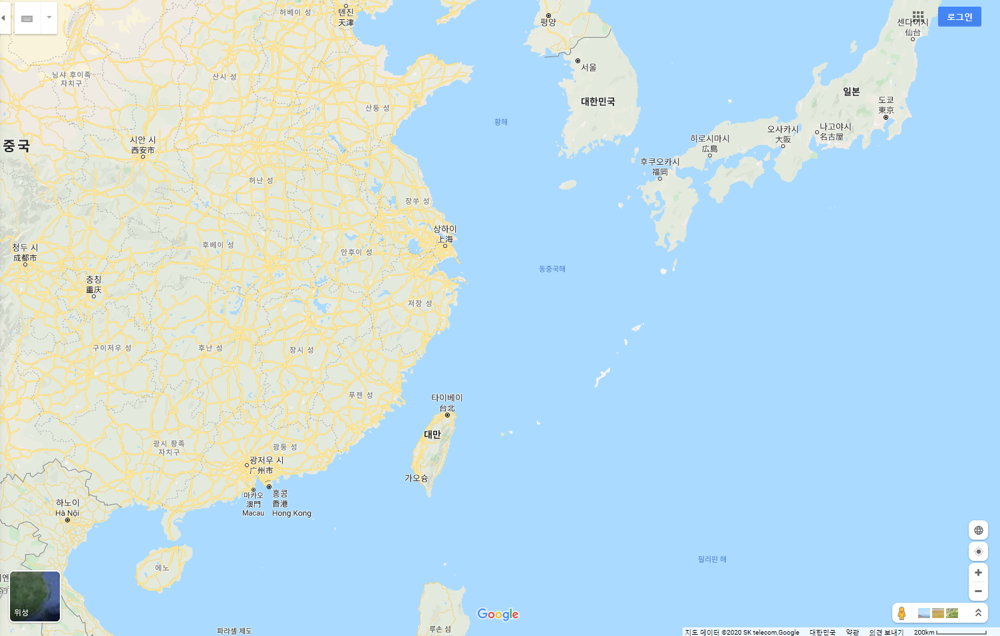 허베이 성
톈진
天津
평양
센다이시
仙台
로그인
서울
닝샤 후이족
자치구
산시 성
산둥 성
대한민국
일본
도쿄
東京
황해
중국
시안 시
西安市
오사카시
大阪
나고야시
名古屋
히로시마시
広島
후쿠오카시
福岡
허난 성
장쑤 성
상하이
上海
청두 시
成都市
후베이 성
안후이 성
동중국해
충칭
重庆
저장 성
구이저우 성
후난 성
장시 성
푸젠 성
타이베이
台北
대만
광시 좡족
자치구
광둥 성
광저우 시
广州市
가오슝
마카오
澳門
Macau
홍콩
香港
Hong Kong
하노이
Hà Nội
에노
필리핀 해
위성
파라셀 제도
루손 섬
Google
지도 데이터 ©2020 SK telecom,Google 대한민국 약관 의견 보내기 200km